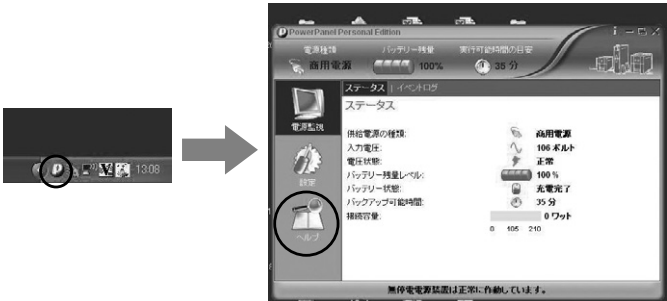 13:08
PowerPanel Personal Edition
電源種類 バッテリー残量 実行可能時間の目安
商用電源 100% 35 分
電源監視
設定
ヘルプ
ステータス | イベントログ
ステータス
供給電源の種類: 商用電源
入力電圧: 106 ボルト
電圧状態: 正常
バッテリー残量レベル: 100 %
バッテリー状態: 充電完了
バックアップ可能時間: 35 分
接続容量: 0 ワット
0 105 210
無停電電源装置は正常に作動しています。